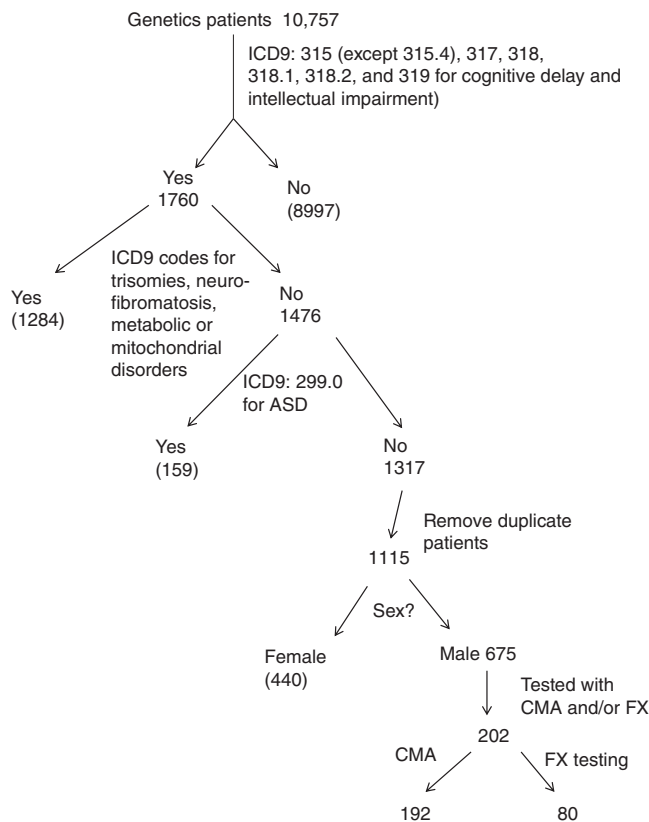 Genetics patients 10,757
ICD9: 315 (except 315.4), 317, 318,
318.1, 318.2, and 319 for cognitive delay and
intellectual impairment)
Yes
1760
No
(8997)
ICD9 codes for
trisomies, neuro-
fibromatosis,
metabolic or
mitochondrial
disorders
Yes
(1284)
No
1476
ICD9: 299.0
for ASD
Yes
(159)
No
1317
Remove duplicate
patients
1115
Sex?
Female
(440)
Male 675
Tested with
CMA and/or FX
202
CMA
FX testing
192
80